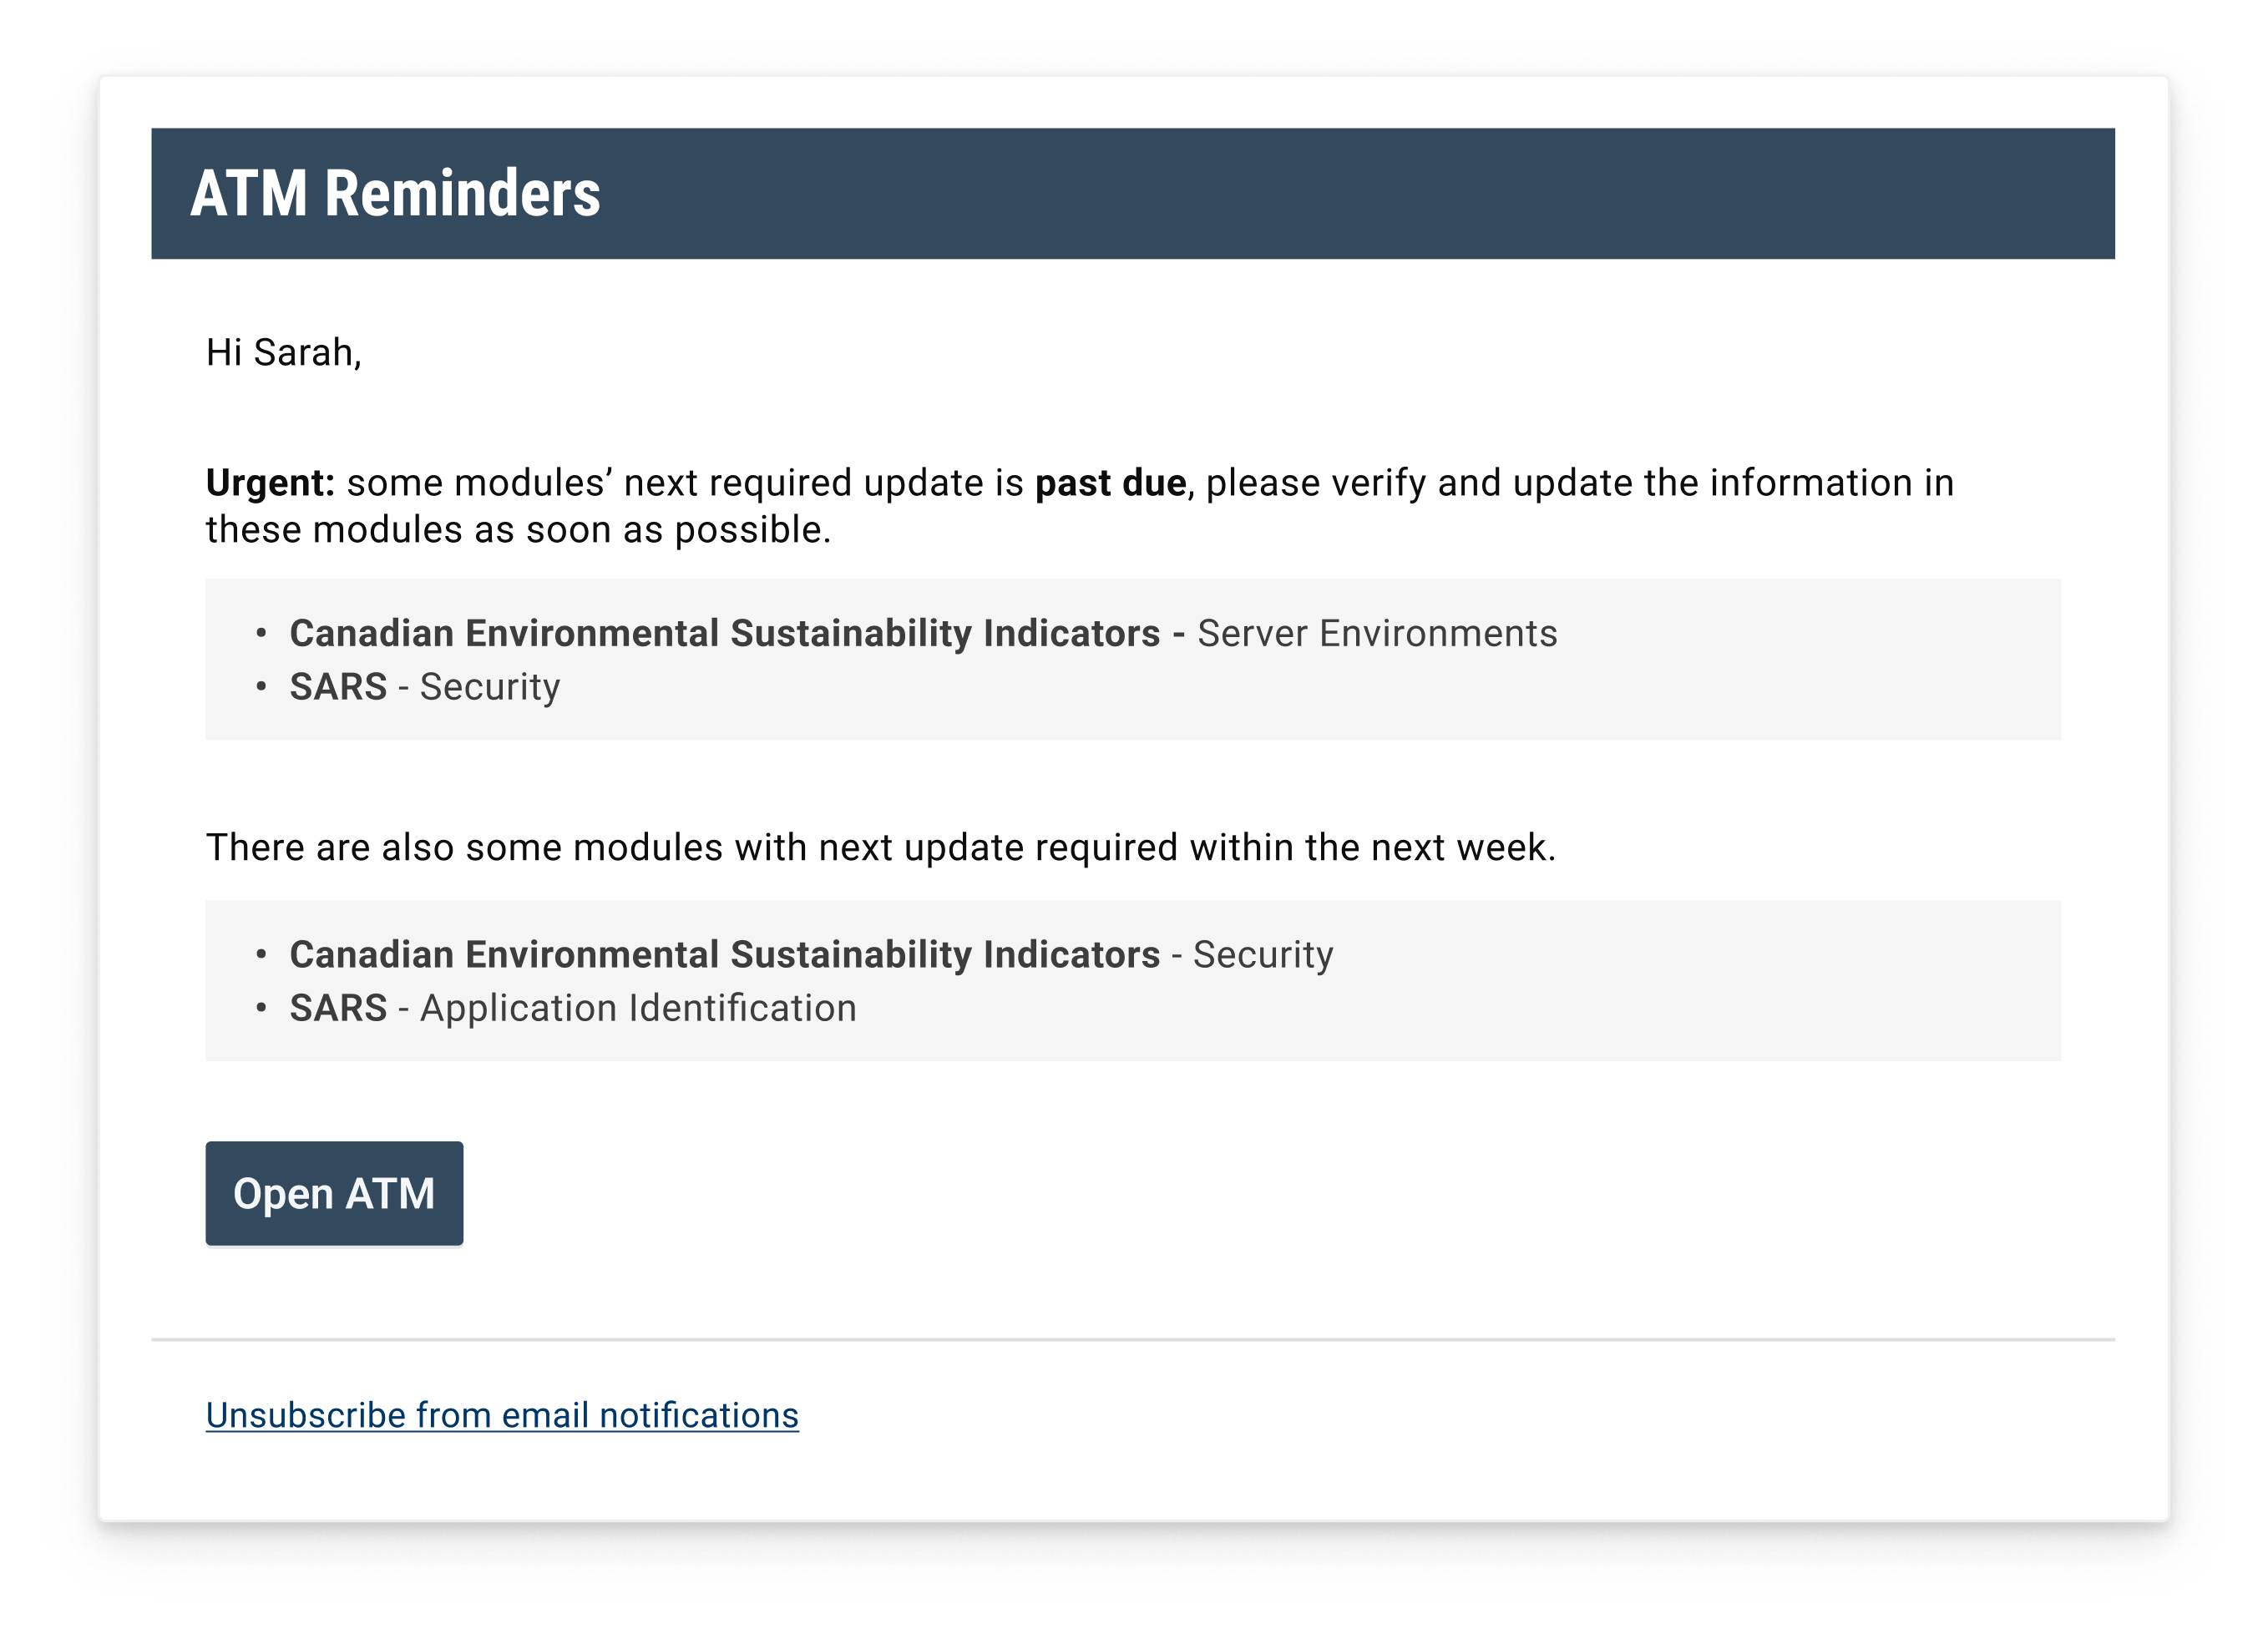 ATM Reminders
Hi Sarah,
Urgent: some modules’ next required update is past due, please verify and update the information in
these modules as soon as possible.
• Canadian Environmental Sustainability Indicators - Server Environments
• SARS - Security
There are also some modules with next update required within the next week.
• Canadian Environmental Sustainability Indicators - Security
• SARS - Application Identification
Open ATM
Unsubscribe from email notifications